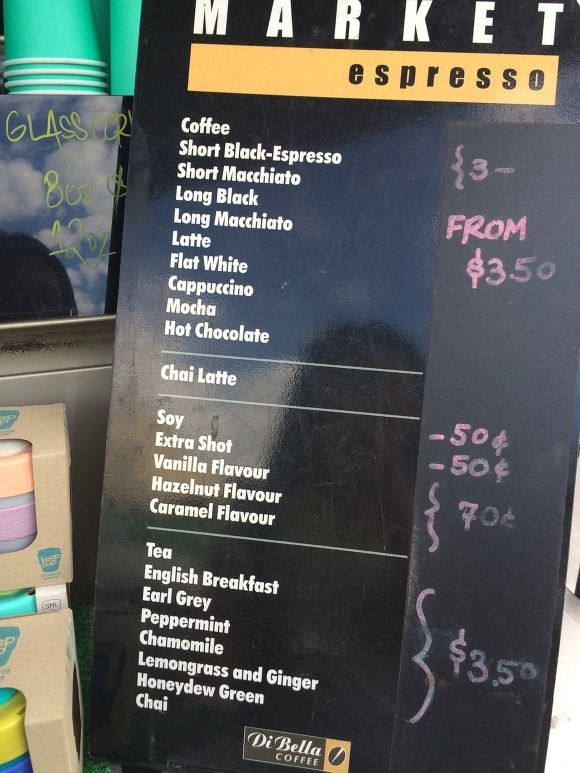 MARKET
espresso
Coffee
Short Black-Espresso
Short Macchiato
{3-
Long Black
Long Macchiato
FROM
Latte
Flat White
$3.50
Cappuccino
Mocha
Hot Chocolate
Chai Latte
Soy
-50¢
Extra Shot
-50¢
Vanilla Flavour
Hazelnut Flavour
70¢
Caramel Flavour
Tea
English Breakfast
Earl Grey
Peppermint
Chamomile
$3.50
Lemongrass and Ginger
Honeydew Green
Chai
Di Bella
COFFEE
GLASS
8oz
12oz
keep
cup
SML